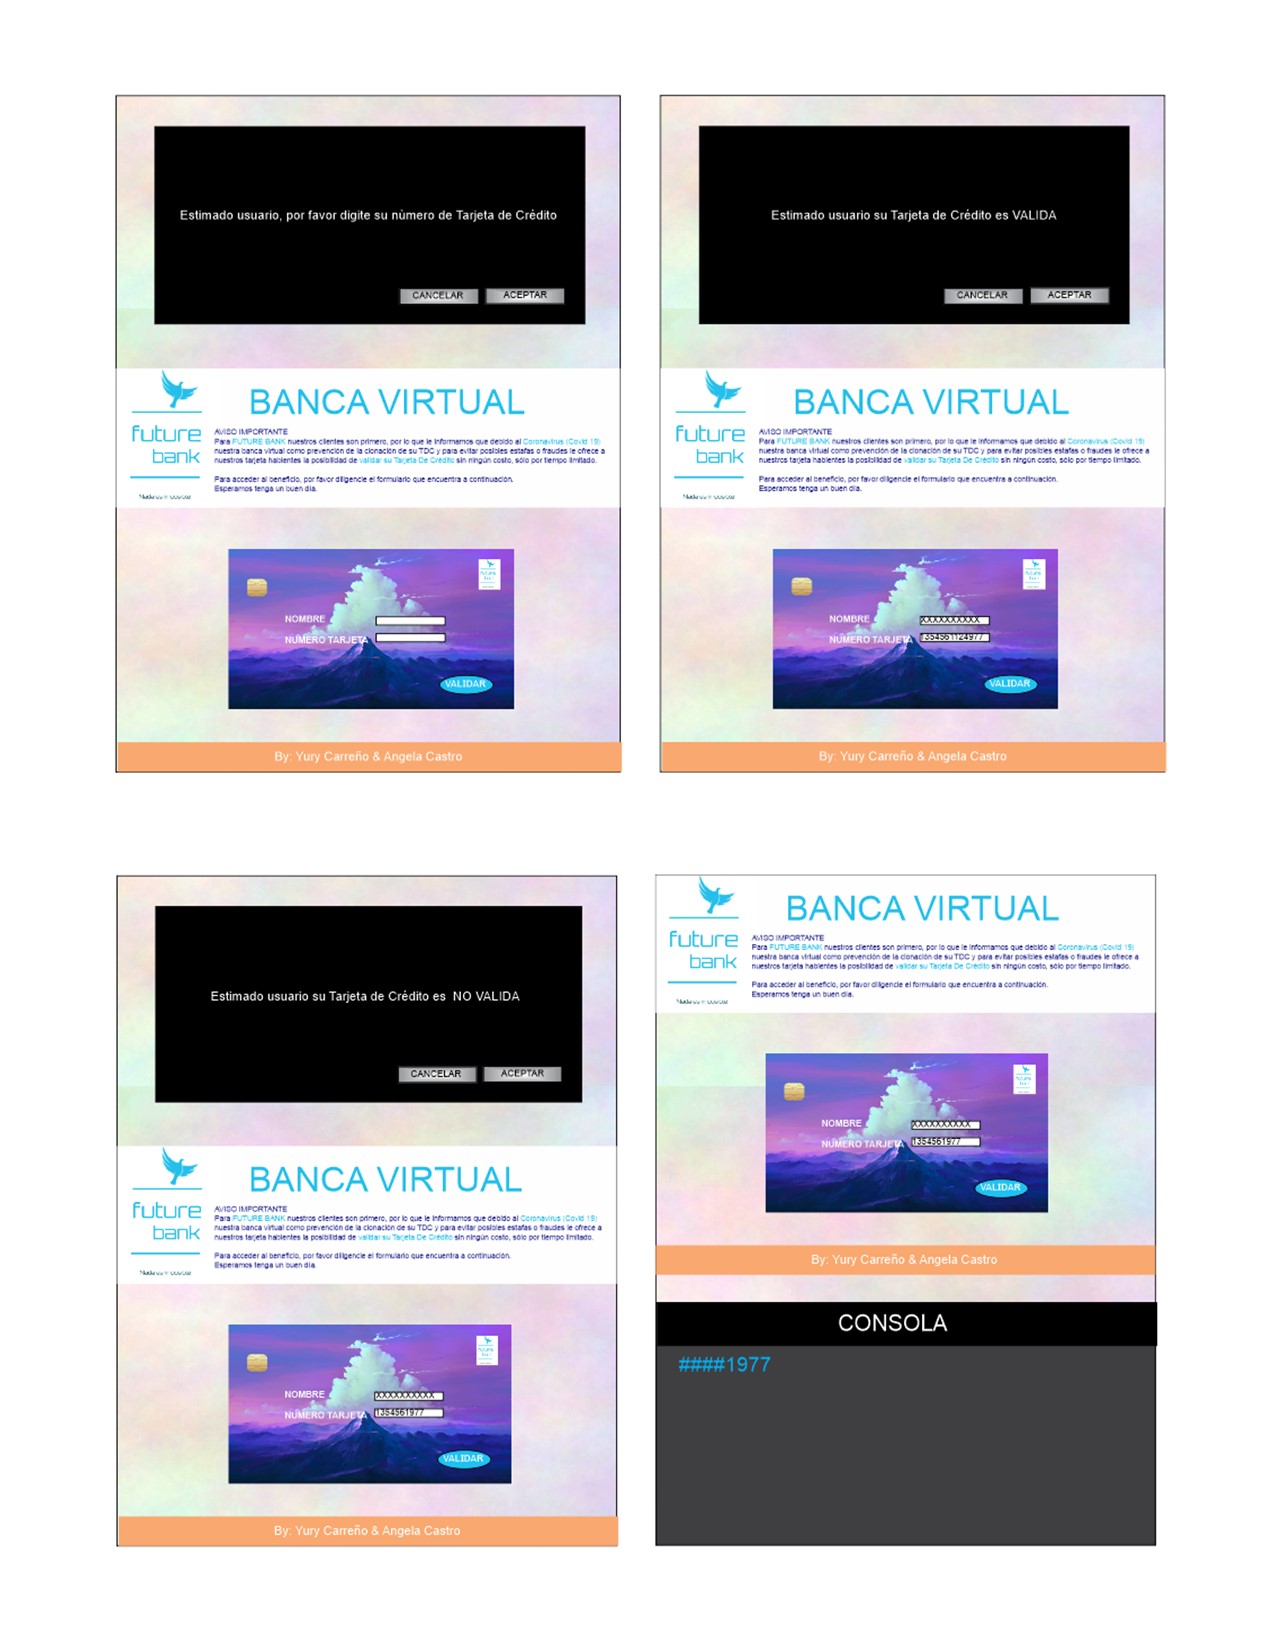 Estimado usuario, por favor digite su nùmero de Tarjeta de Crédito
CANCELAR
ACEPTAR
future
bank
BANCA VIRTUAL
AVISO IMPORTANTE
Para FUTURE BANK nuestros clientes son primero, por lo que le informamos que debido al Coronavirus (Covid 19)
nuestra banca virtual como prevención de la clonación de su TDC y para evitar posibles estafas o fraudes le ofrece a
nuestros tarjeta habientes la posibilidad de validar su Tarjeta De Crédito sin ningún costo, sólo por tiempo limitado.
Para acceder al beneficio, por favor diligencie el formulario que encuentra a continuación.
Esperamos tenga un buen día.
NOMBRE
NÚMERO TARJETA
VALIDAR
By: Yury Carreño & Angela Castro
Estimado usuario su Tarjeta de Crédito es VALIDA
CANCELAR
ACEPTAR
future
bank
BANCA VIRTUAL
AVISO IMPORTANTE
Para FUTURE BANK nuestros clientes son primero, por lo que le informamos que debido al Coronavirus (Covid 19)
nuestra banca virtual como prevención de la clonación de su TDC y para evitar posibles estafas o fraudes le ofrece a
nuestros tarjeta habientes la posibilidad de validar su Tarjeta De Crédito sin ningún costo, sólo por tiempo limitado.
Para acceder al beneficio, por favor diligencie el formulario que encuentra a continuación.
Esperamos tenga un buen día.
NOMBRE XXXXXXXXXX
NÚMERO TARJETA 1354561124977
VALIDAR
By: Yury Carreño & Angela Castro
Estimado usuario su Tarjeta de Crédito es NO VALIDA
CANCELAR
ACEPTAR
future
bank
BANCA VIRTUAL
AVISO IMPORTANTE
Para FUTURE BANK nuestros clientes son primero, por lo que le informamos que debido al Coronavirus (Covid 19)
nuestra banca virtual como prevención de la clonación de su TDC y para evitar posibles estafas o fraudes le ofrece a
nuestros tarjeta habientes la posibilidad de validar su Tarjeta De Crédito sin ningún costo, sólo por tiempo limitado.
Para acceder al beneficio, por favor diligencie el formulario que encuentra a continuación.
Esperamos tenga un buen día.
NOMBRE XXXXXXXXXX
NÚMERO TARJETA 1354561977
VALIDAR
By: Yury Carreño & Angela Castro
future
bank
BANCA VIRTUAL
AVISO IMPORTANTE
Para FUTURE BANK nuestros clientes son primero, por lo que le informamos que debido al Coronavirus (Covid 19)
nuestra banca virtual como prevención de la clonación de su TDC y para evitar posibles estafas o fraudes le ofrece a
nuestros tarjeta habientes la posibilidad de validar su Tarjeta De Crédito sin ningún costo, sólo por tiempo limitado.
Para acceder al beneficio, por favor diligencie el formulario que encuentra a continuación.
Esperamos tenga un buen día.
NOMBRE XXXXXXXXXX
NÚMERO TARJETA 1354561977
VALIDAR
By: Yury Carreño & Angela Castro
CONSOLA
####1977